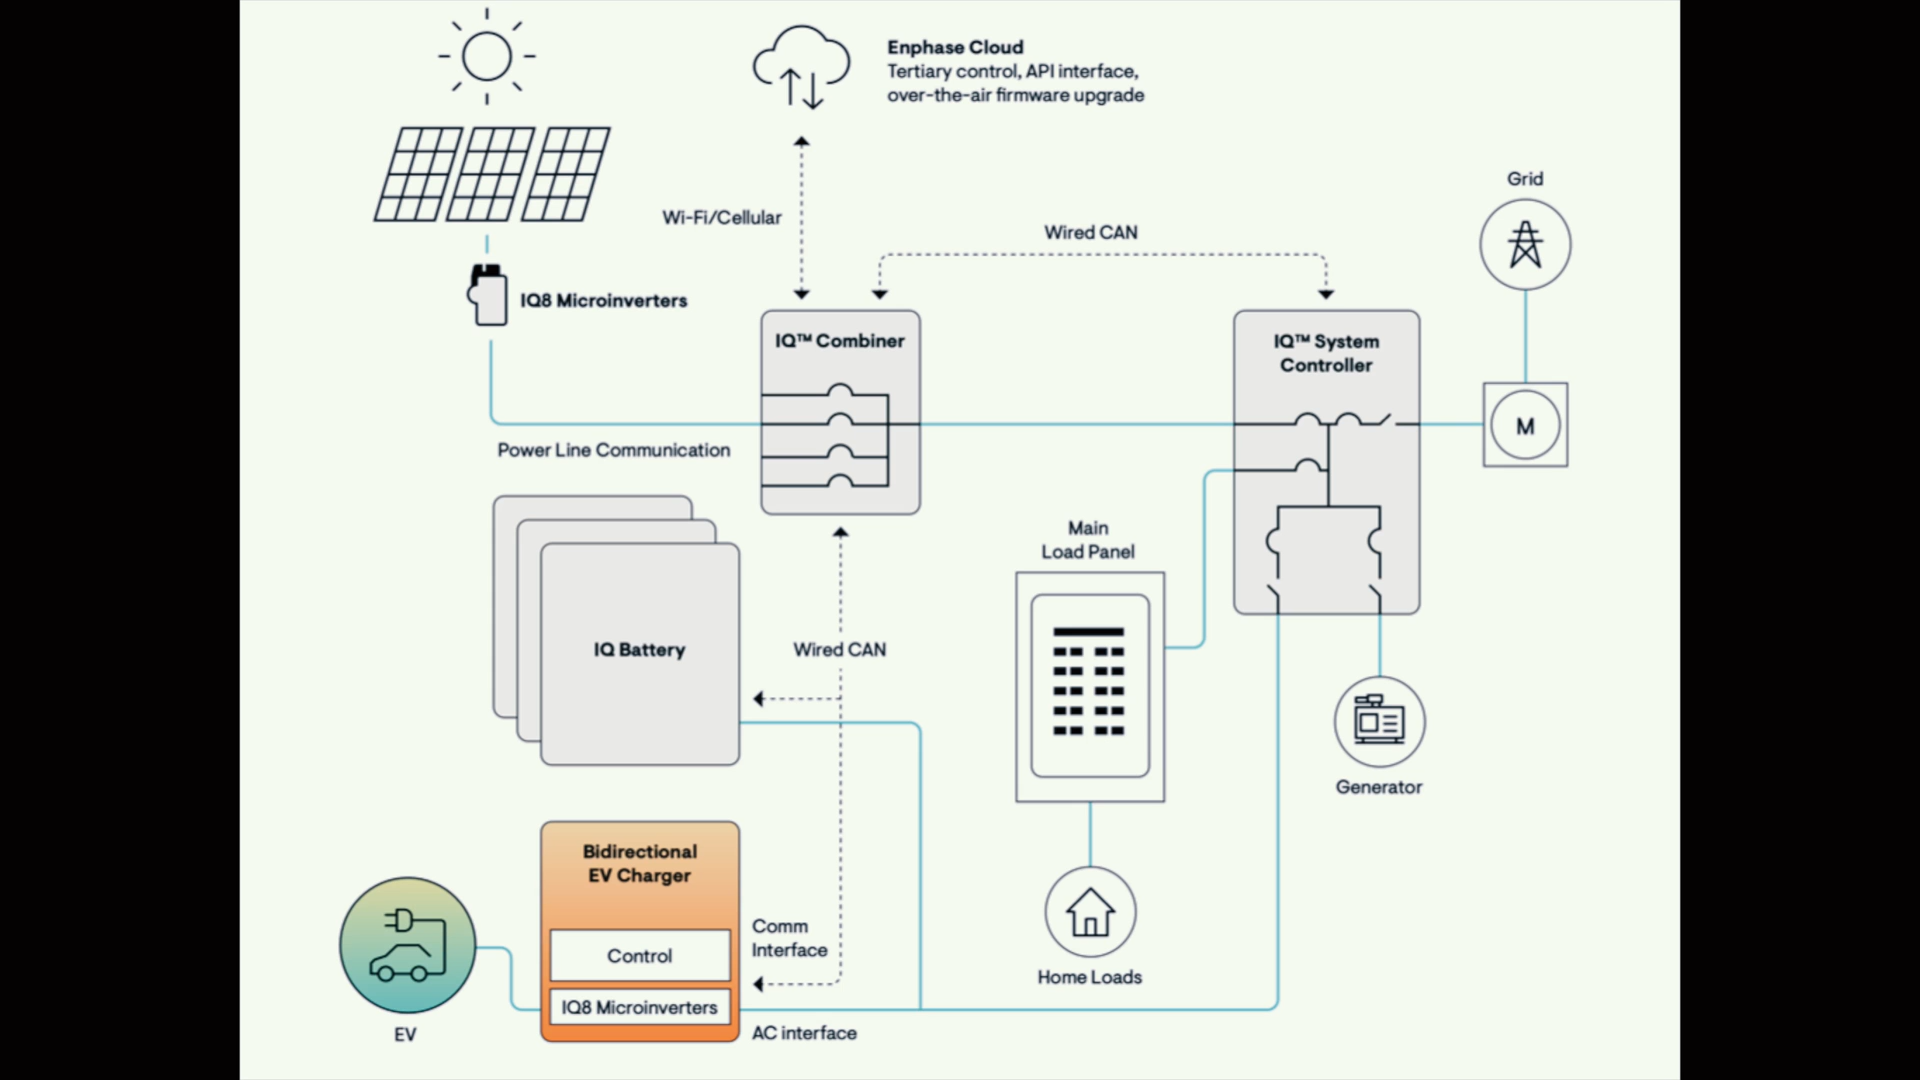 Enphase Cloud
Tertiary control, API interface,
over-the-air firmware upgrade
Grid
Wi-Fi/Cellular
Wired CAN
IQ8 Microinverters
IQ™ Combiner
IQ™ System
Controller
M
Power Line Communication
Main
Load Panel
IQ Battery
Wired CAN
Generator
Bidirectional
EV Charger
Comm
Interface
Control
Home Loads
IQ8 Microinverters
EV
AC interface